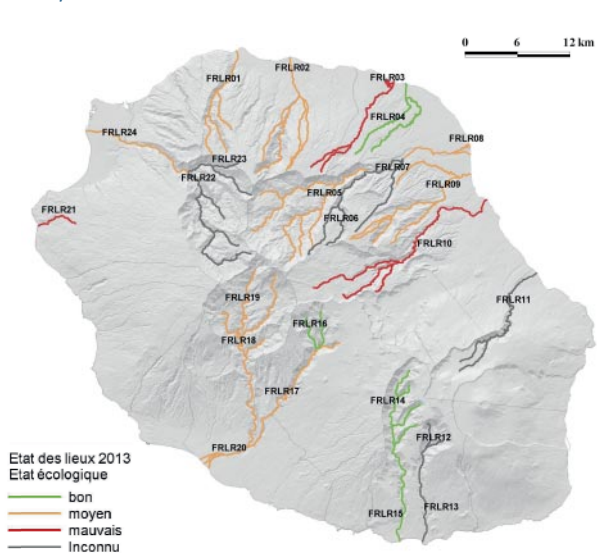 0 6 12 km
FRLR01
FRLR02
FRLR03
FRLR04
FRLR24
FRLR08
FRLR23
FRLR07
FRLR22
FRLR05
FRLR09
FRLR21
FRLR06
FRLR10
FRLR19
FRLR11
FRLR16
FRLR18
FRLR17
FRLR14
FRLR12
FRLR20
FRLR15
FRLR13
Etat des lieux 2013
Etat écologique
bon
moyen
mauvais
Inconnu